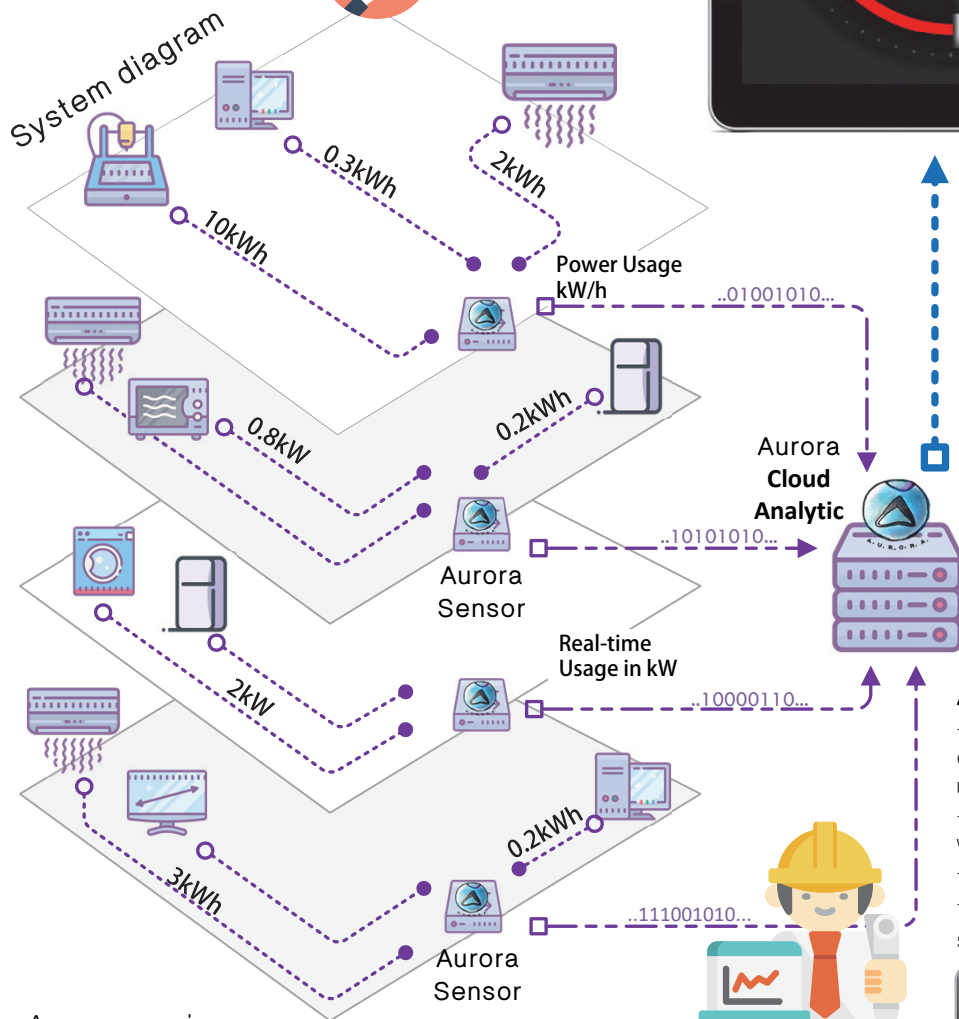 System diagram
0.3kWh
2kWh
10kWh
Power Usage
kW/h
..01001010...
0.8kW
0.2kWh
Aurora
Cloud
Analytic
A.U.R.O.R.A.
..10101010...
Aurora
Sensor
Real-time
Usage in kW
2kW
..10000110...
0.2kWh
3kWh
..111001010...
Aurora
Sensor